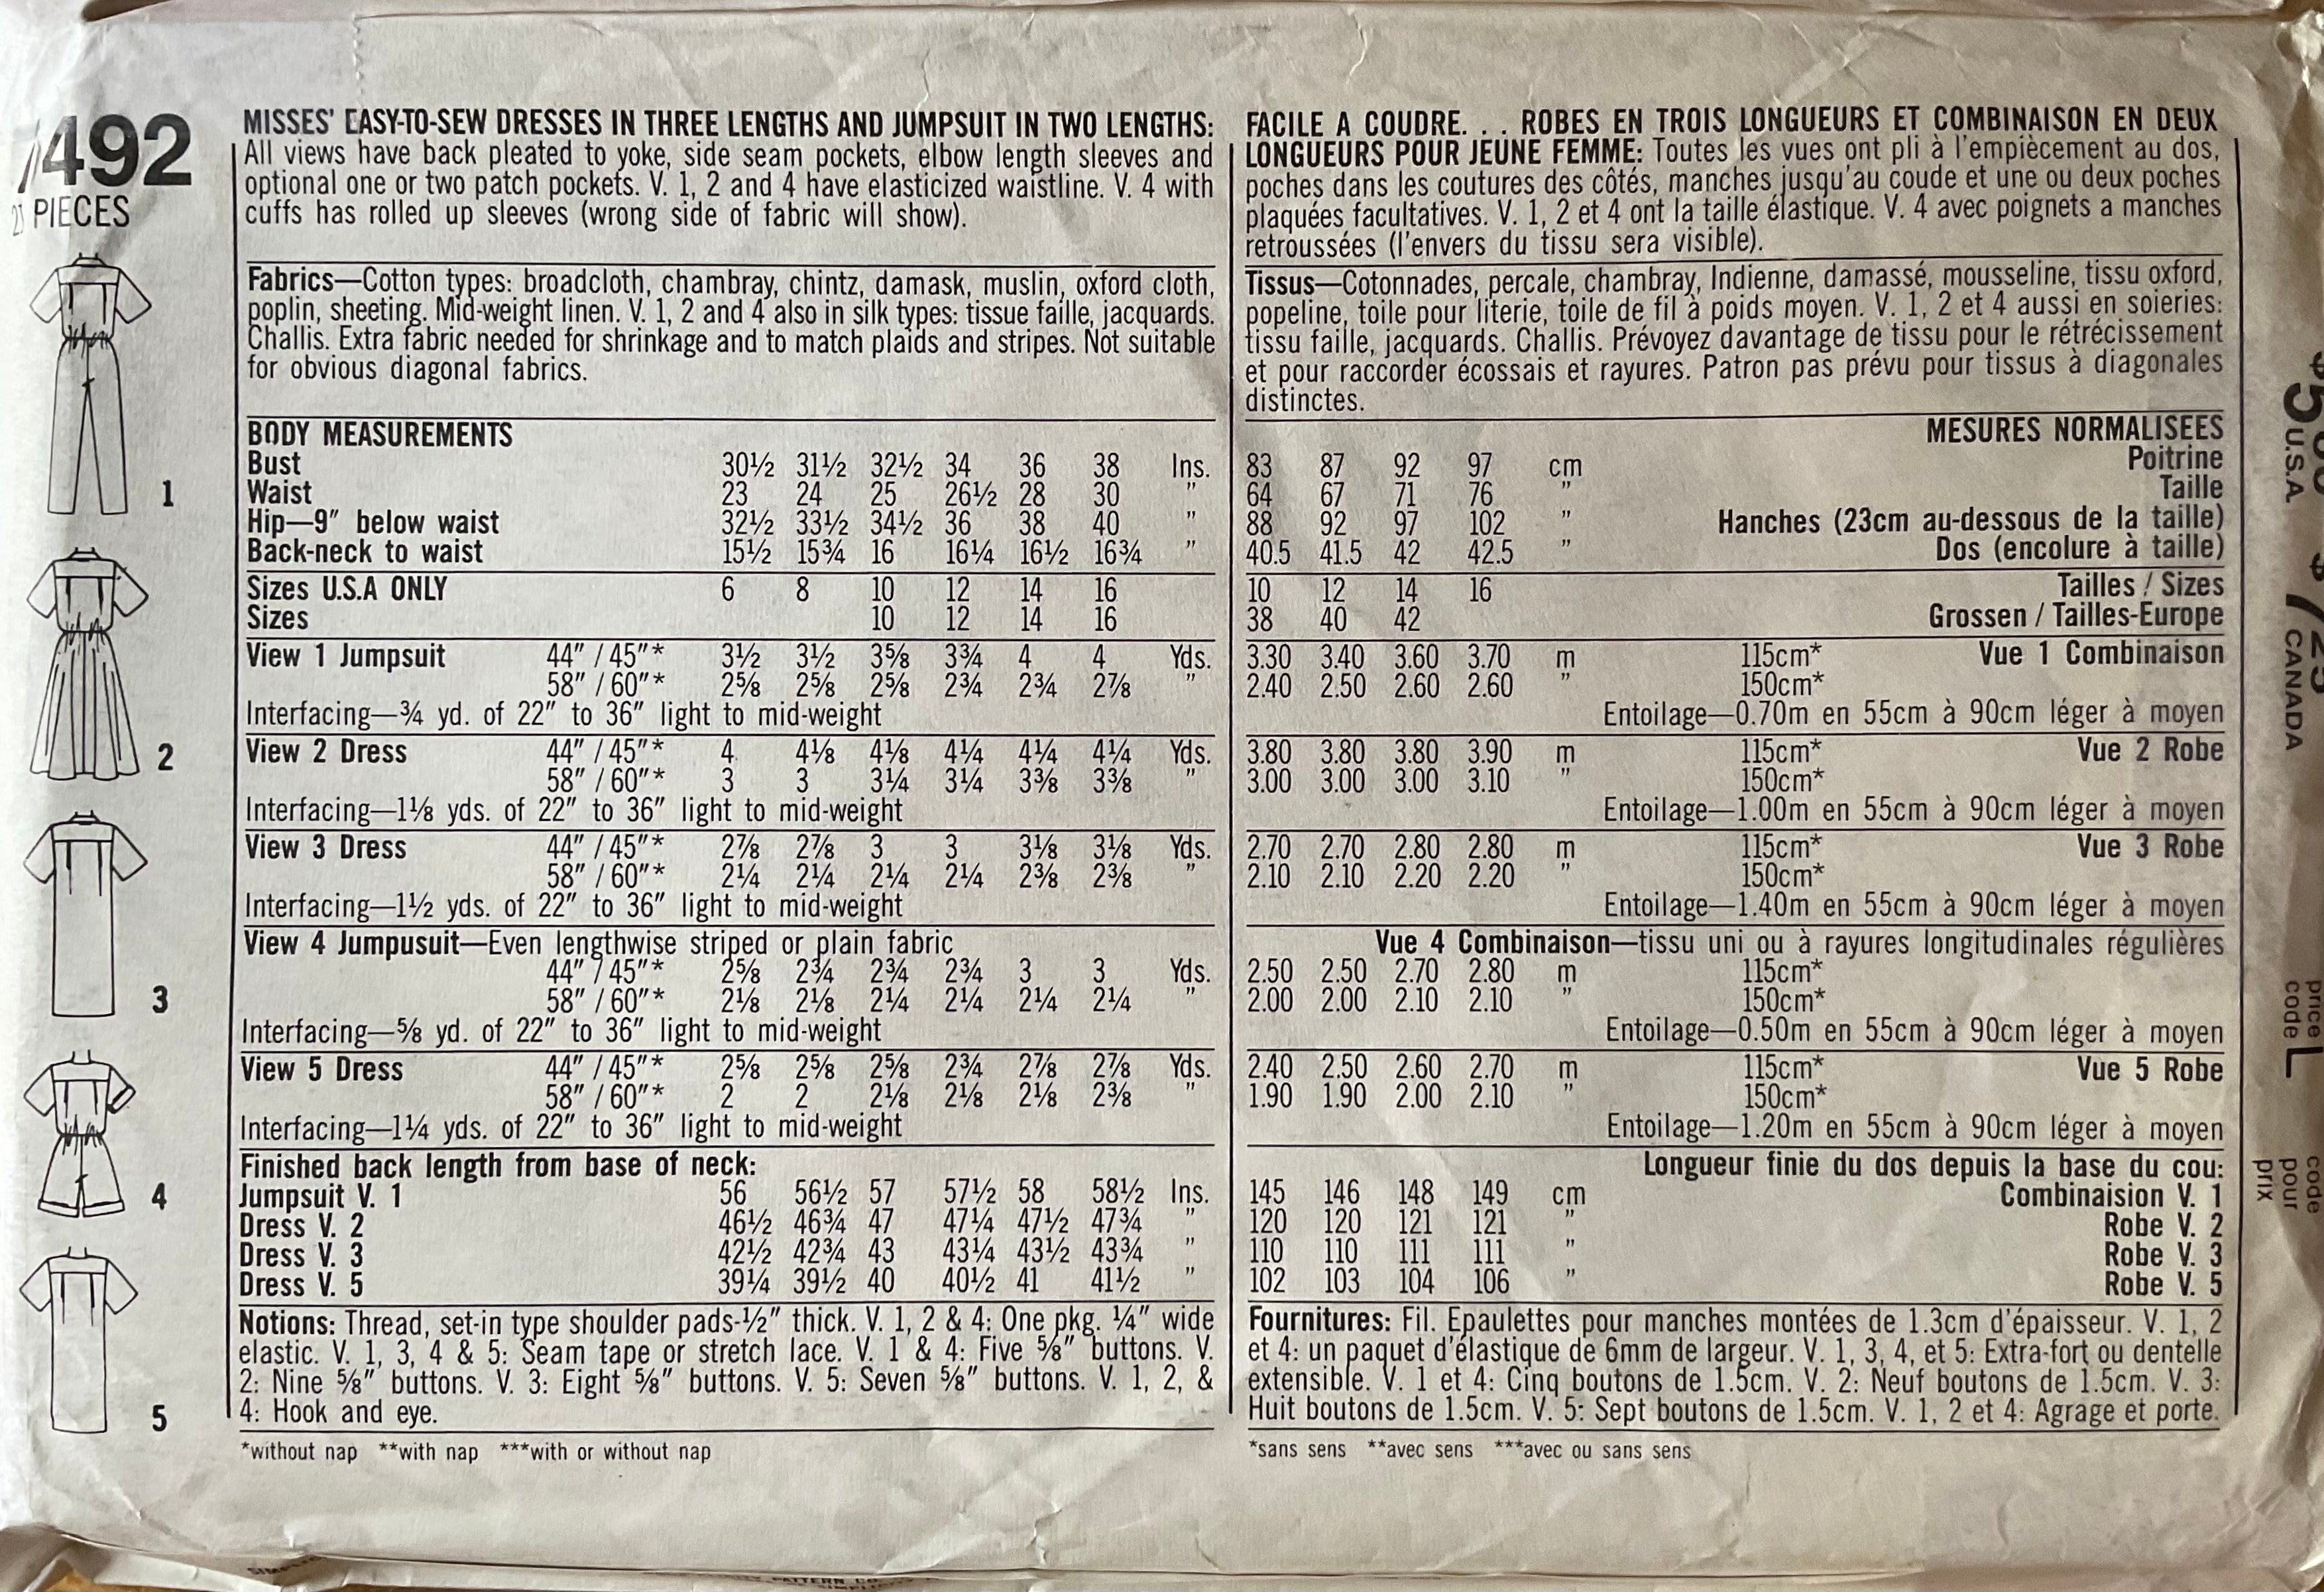 492
PIECES
1
2
3
4
5
MISSES' EASY-TO-SEW DRESSES IN THREE LENGTHS AND JUMPSUIT IN TWO LENGTHS:
All views have back pleated to yoke, side seam pockets, elbow length sleeves and
optional one or two patch pockets. V. 1, 2 and 4 have elasticized waistline. V. 4 with
cuffs has rolled up sleeves (wrong side of fabric will show).
Fabrics—Cotton types: broadcloth, chambray, chintz, damask, muslin, oxford cloth,
poplin, sheeting. Mid-weight linen. V. 1, 2 and 4 also in silk types: tissue faille, jacquards.
Challis. Extra fabric needed for shrinkage and to match plaids and stripes. Not suitable
for obvious diagonal fabrics.
BODY MEASUREMENTS
Bust 30½ 31½ 32½ 34 36 38 Ins.
Waist 23 24 25 26½ 28 30 "
Hip—9" below waist 32½ 33½ 34½ 36 38 40 "
Back-neck to waist 15½ 15¾ 16 16¼ 16½ 16¾ "
Sizes U.S.A ONLY 6 8 10 12 14 16
Sizes 10 12 14 16
View 1 Jumpsuit 44" / 45"* 3½ 3½ 3⅝ 3¾ 4 4 Yds.
58" / 60"* 2⅝ 2⅝ 2⅝ 2¾ 2¾ 2⅞ "
Interfacing—¾ yd. of 22" to 36" light to mid-weight
View 2 Dress 44" / 45"* 4 4⅛ 4⅛ 4¼ 4¼ 4¼ Yds.
58" / 60"* 3 3 3¼ 3¼ 3⅜ 3⅜ "
Interfacing—1⅛ yds. of 22" to 36" light to mid-weight
View 3 Dress 44" / 45"* 2⅞ 2⅞ 3 3 3⅛ 3⅛ Yds.
58" / 60"* 2¼ 2¼ 2¼ 2¼ 2⅜ 2⅜ "
Interfacing—1½ yds. of 22" to 36" light to mid-weight
View 4 Jumpusuit—Even lengthwise striped or plain fabric
44" / 45"* 2⅝ 2¾ 2¾ 2¾ 3 3 Yds.
58" / 60"* 2⅛ 2⅛ 2¼ 2¼ 2¼ 2¼ "
Interfacing—⅝ yd. of 22" to 36" light to mid-weight
View 5 Dress 44" / 45"* 2⅝ 2⅝ 2⅝ 2¾ 2⅞ 2⅞ Yds.
58" / 60"* 2 2 2⅛ 2⅛ 2⅛ 2⅜ "
Interfacing—1¼ yds. of 22" to 36" light to mid-weight
Finished back length from base of neck:
Jumpsuit V. 1 56 56½ 57 57½ 58 58½ Ins.
Dress V. 2 46½ 46¾ 47 47¼ 47½ 47¾ "
Dress V. 3 42½ 42¾ 43 43¼ 43½ 43¾ "
Dress V. 5 39¼ 39½ 40 40½ 41 41½ "
Notions: Thread, set-in type shoulder pads-½" thick. V. 1, 2 & 4: One pkg. ¼" wide
elastic. V. 1, 3, 4 & 5: Seam tape or stretch lace. V. 1 & 4: Five ⅝" buttons. V.
2: Nine ⅝" buttons. V. 3: Eight ⅝" buttons. V. 5: Seven ⅝" buttons. V. 1, 2, &
4: Hook and eye.
*without nap **with nap ***with or without nap
FACILE A COUDRE. . . ROBES EN TROIS LONGUEURS ET COMBINAISON EN DEUX
LONGUEURS POUR JEUNE FEMME: Toutes les vues ont pli à l'empiècement au dos,
poches dans les coutures des côtés, manches jusqu'au coude et une ou deux poches
plaquées facultatives. V. 1, 2 et 4 ont la taille élastique. V. 4 avec poignets a manches
retroussées (l'envers du tissu sera visible).
Tissus—Cotonnades, percale, chambray, Indienne, damassé, mousseline, tissu oxford,
popeline, toile pour literie, toile de fil à poids moyen. V. 1, 2 et 4 aussi en soieries:
tissu faille, jacquards. Challis. Prévoyez davantage de tissu pour le rétrécissement
et pour raccorder écossais et rayures. Patron pas prévu pour tissus à diagonales
distinctes.
MESURES NORMALISEES
83 87 92 97 cm Poitrine
64 67 71 76 " Taille
88 92 97 102 " Hanches (23cm au-dessous de la taille)
40.5 41.5 42 42.5 " Dos (encolure à taille)
10 12 14 16 Tailles / Sizes
38 40 42 Grossen / Tailles-Europe
3.30 3.40 3.60 3.70 m 115cm* Vue 1 Combinaison
2.40 2.50 2.60 2.60 " 150cm*
Entoilage—0.70m en 55cm à 90cm léger à moyen
3.80 3.80 3.80 3.90 m 115cm* Vue 2 Robe
3.00 3.00 3.00 3.10 " 150cm*
Entoilage—1.00m en 55cm à 90cm léger à moyen
2.70 2.70 2.80 2.80 m 115cm* Vue 3 Robe
2.10 2.10 2.20 2.20 " 150cm*
Entoilage—1.40m en 55cm à 90cm léger à moyen
Vue 4 Combinaison—tissu uni ou à rayures longitudinales régulières
2.50 2.50 2.70 2.80 m 115cm*
2.00 2.00 2.10 2.10 " 150cm*
Entoilage—0.50m en 55cm à 90cm léger à moyen
2.40 2.50 2.60 2.70 m 115cm* Vue 5 Robe
1.90 1.90 2.00 2.10 " 150cm*
Entoilage—1.20m en 55cm à 90cm léger à moyen
Longueur finie du dos depuis la base du cou:
145 146 148 149 cm Combinaision V. 1
120 120 121 121 " Robe V. 2
110 110 111 111 " Robe V. 3
102 103 104 106 " Robe V. 5
Fournitures: Fil. Epaulettes pour manches montées de 1.3cm d'épaisseur. V. 1, 2
et 4: un paquet d'élastique de 6mm de largeur. V. 1, 3, 4, et 5: Extra-fort ou dentelle
extensible. V. 1 et 4: Cinq boutons de 1.5cm. V. 2: Neuf boutons de 1.5cm. V. 3:
Huit boutons de 1.5cm. V. 5: Sept boutons de 1.5cm. V. 1, 2 et 4: Agrage et porte.
*sans sens **avec sens ***avec ou sans sens
U.S.A.
CANADA
price
code
L
code
pour
prix